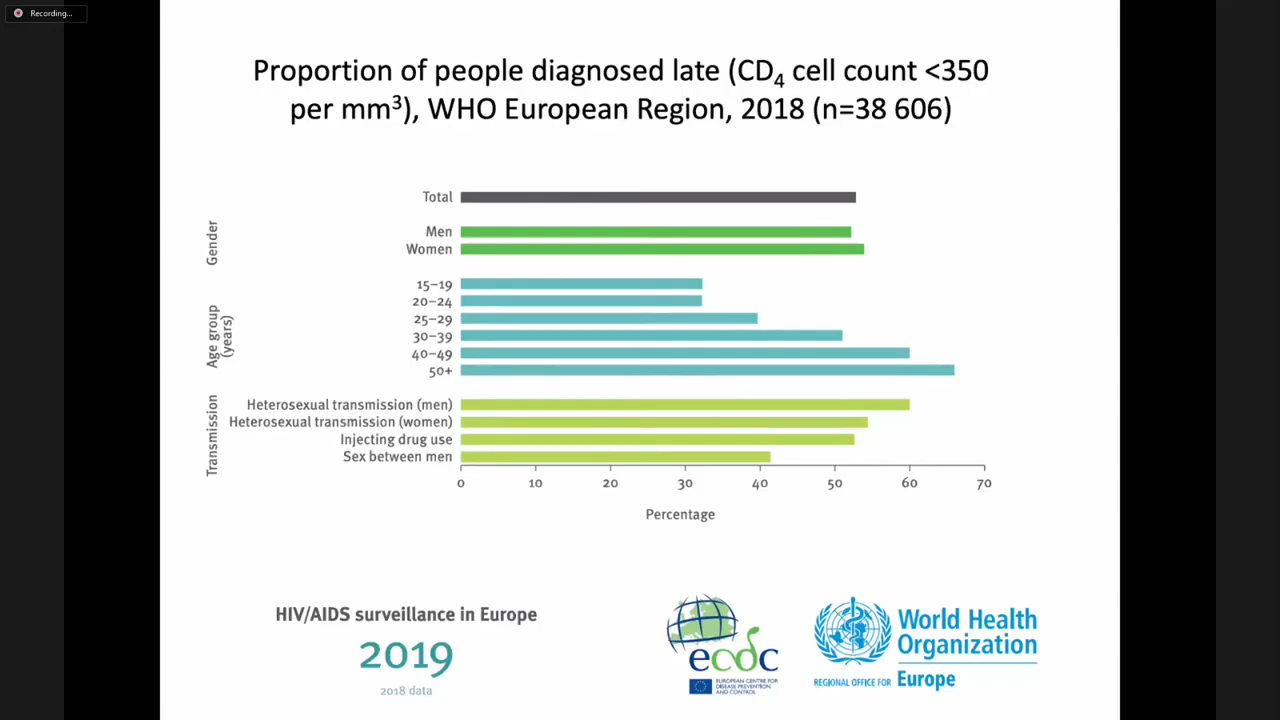 Recording...
Proportion of people diagnosed late (CD4 cell count <350
per mm³), WHO European Region, 2018 (n=38 606)
Total
Gender
Men
Women
Age group
(years)
15–19
20–24
25–29
30–39
40–49
50+
Transmission
Heterosexual transmission (men)
Heterosexual transmission (women)
Injecting drug use
Sex between men
0 10 20 30 40 50 60 70
Percentage
HIV/AIDS surveillance in Europe
2019
2018 data
ecdc
EUROPEAN CENTRE FOR
DISEASE PREVENTION
AND CONTROL
World Health
Organization
REGIONAL OFFICE FOR Europe